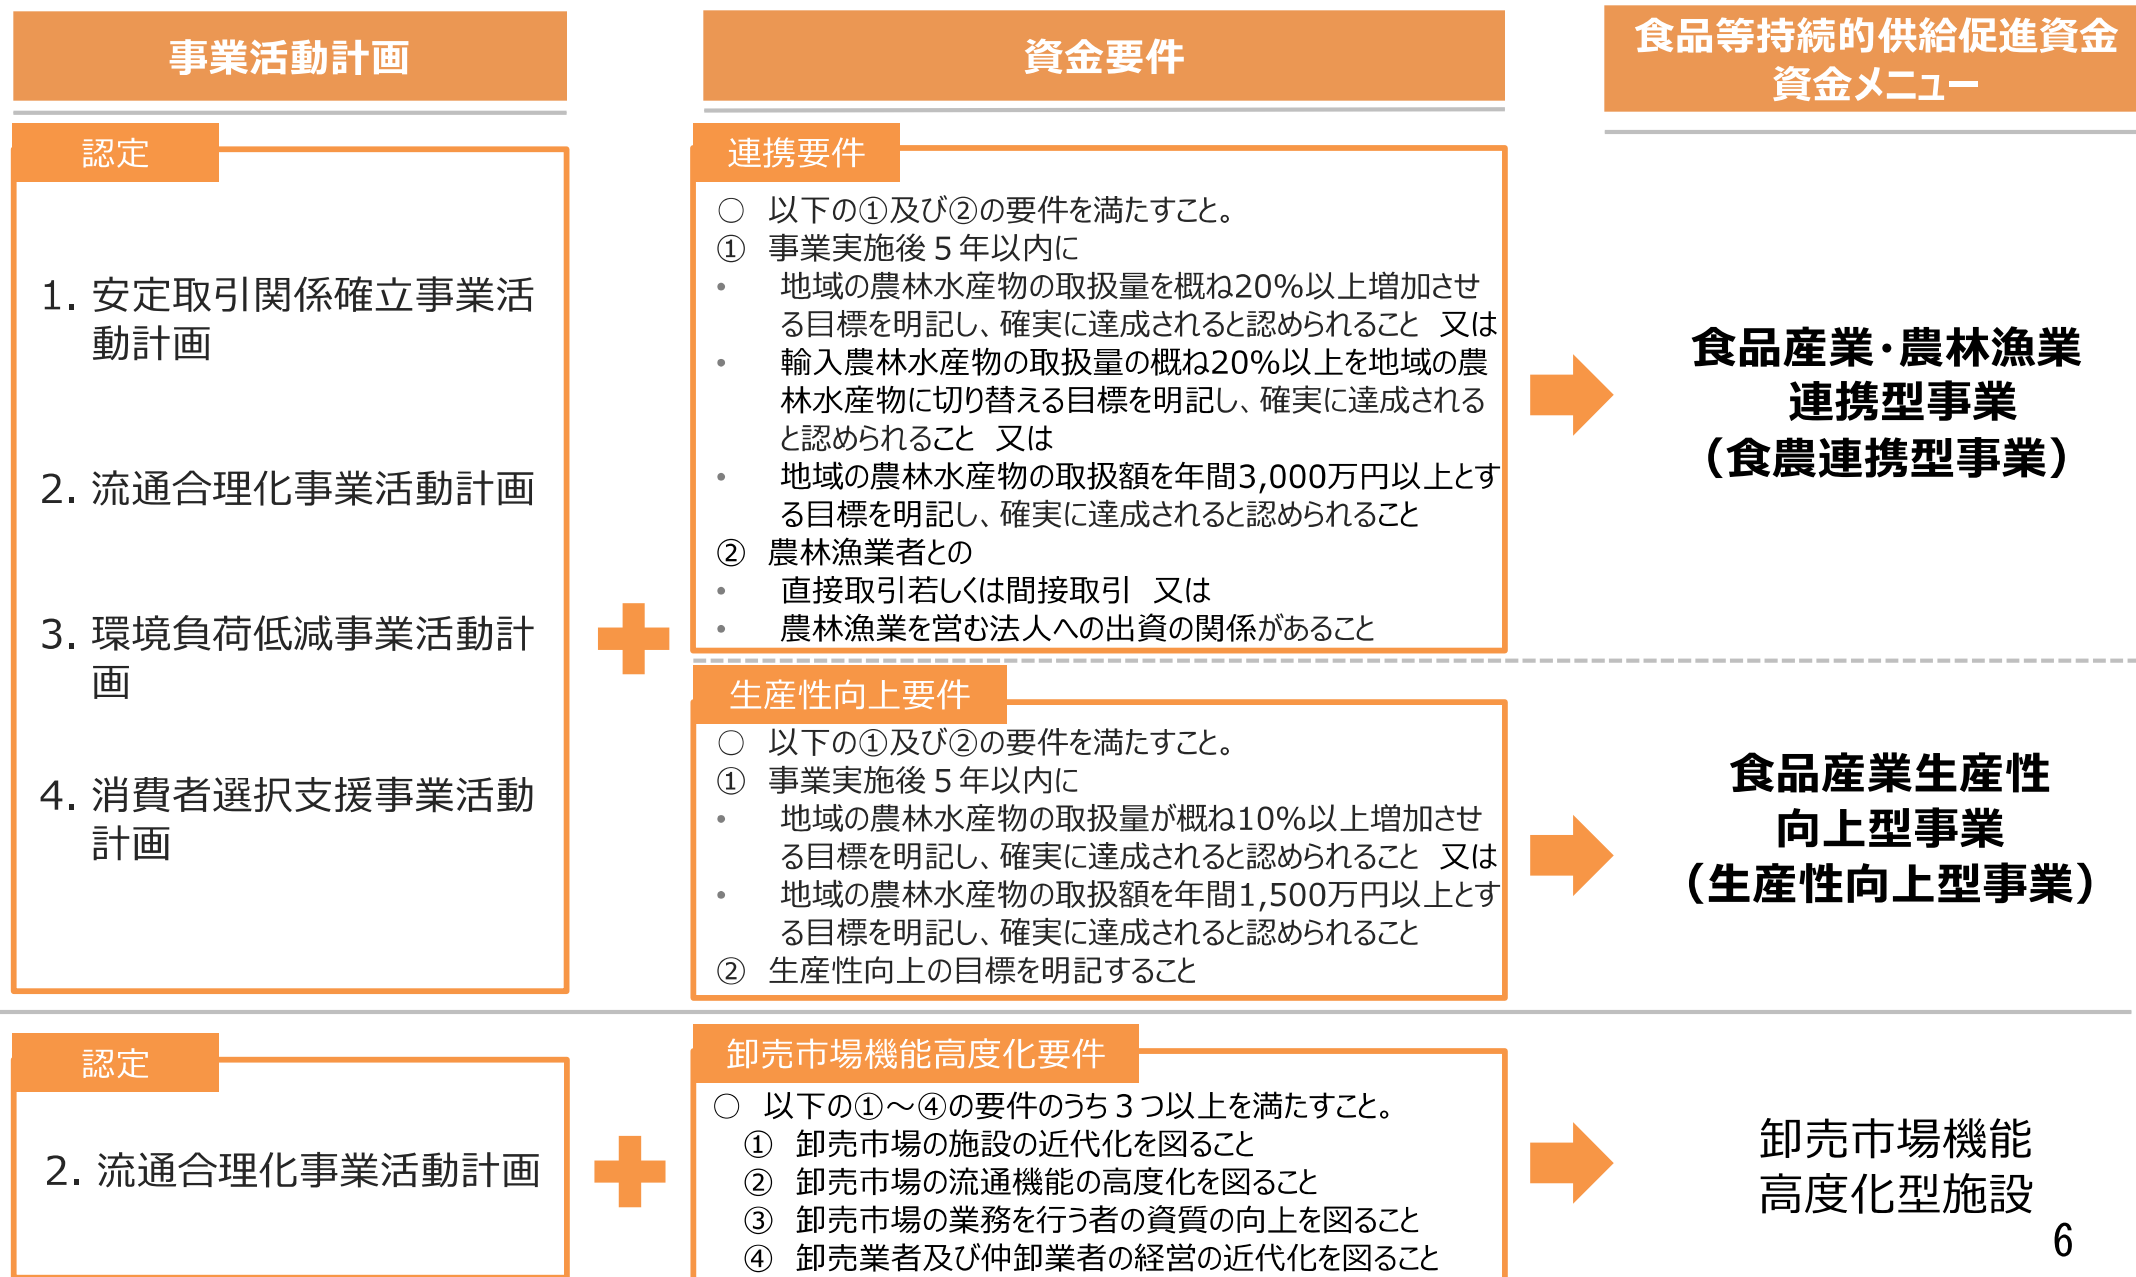 事業活動計画
資金要件
食品等持続的供給促進資金
資金メニュー
認定
1. 安定取引関係確立事業活
動計画
2. 流通合理化事業活動計画
3. 環境負荷低減事業活動計
画
4. 消費者選択支援事業活動
計画
連携要件
○ 以下の①及び②の要件を満たすこと。
① 事業実施後５年以内に
• 地域の農林水産物の取扱量を概ね20%以上増加させ
る目標を明記し、確実に達成されると認められること 又は
• 輸入農林水産物の取扱量の概ね20%以上を地域の農
林水産物に切り替える目標を明記し、確実に達成される
と認められること 又は
• 地域の農林水産物の取扱額を年間3,000万円以上とす
る目標を明記し、確実に達成されると認められること
② 農林漁業者との
• 直接取引若しくは間接取引 又は
• 農林漁業を営む法人への出資の関係があること
食品産業・農林漁業
連携型事業
（食農連携型事業）
生産性向上要件
○ 以下の①及び②の要件を満たすこと。
① 事業実施後５年以内に
• 地域の農林水産物の取扱量が概ね10%以上増加させ
る目標を明記し、確実に達成されると認められること 又は
• 地域の農林水産物の取扱額を年間1,500万円以上とす
る目標を明記し、確実に達成されると認められること
② 生産性向上の目標を明記すること
食品産業生産性
向上型事業
（生産性向上型事業）
認定
2. 流通合理化事業活動計画
卸売市場機能高度化要件
○ 以下の①～④の要件のうち３つ以上を満たすこと。
① 卸売市場の施設の近代化を図ること
② 卸売市場の流通機能の高度化を図ること
③ 卸売市場の業務を行う者の資質の向上を図ること
④ 卸売業者及び仲卸業者の経営の近代化を図ること
卸売市場機能
高度化型施設
6